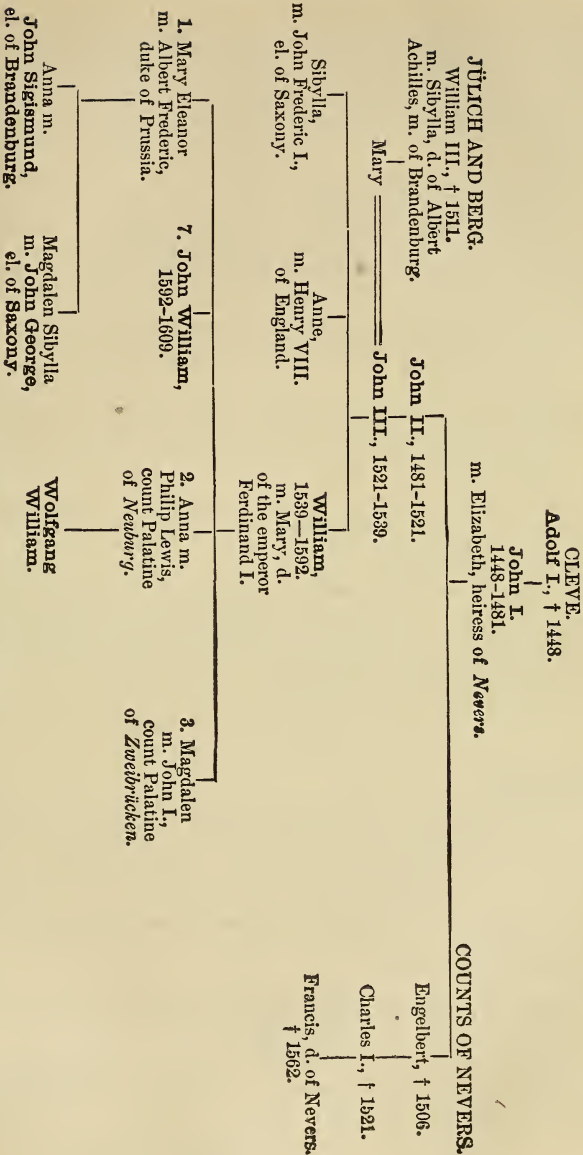 CLEVE.
Adolf I., † 1448.
John I.
1448-1481.
m. Elizabeth, heiress of Nevers.
JÜLICH AND BERG.
William III., † 1511.
m. Sibylla, d. of Albert
Achilles, m. of Brandenburg.
John II., 1481-1521.
COUNTS OF NEVERS.
Engelbert, † 1506.
Mary
John III., 1521-1539.
Charles I., † 1521.
Sibylla,
m. John Frederic I.,
el. of Saxony.
Anne,
m. Henry VIII.
of England.
William,
1539—1592.
m. Mary, d.
of the emperor
Ferdinand I.
Francis, d. of Nevers.
† 1562.
1. Mary Eleanor
m. Albert Frederic,
duke of Prussia.
7. John William,
1592-1609.
2. Anna m.
Philip Lewis,
count Palatine
of Neuburg.
3. Magdalen
m. John I.,
count Palatine
of Zweibrücken.
Anna m.
John Sigismund,
el. of Brandenburg.
Magdalen Sibylla
m. John George,
el. of Saxony.
Wolfgang
William.